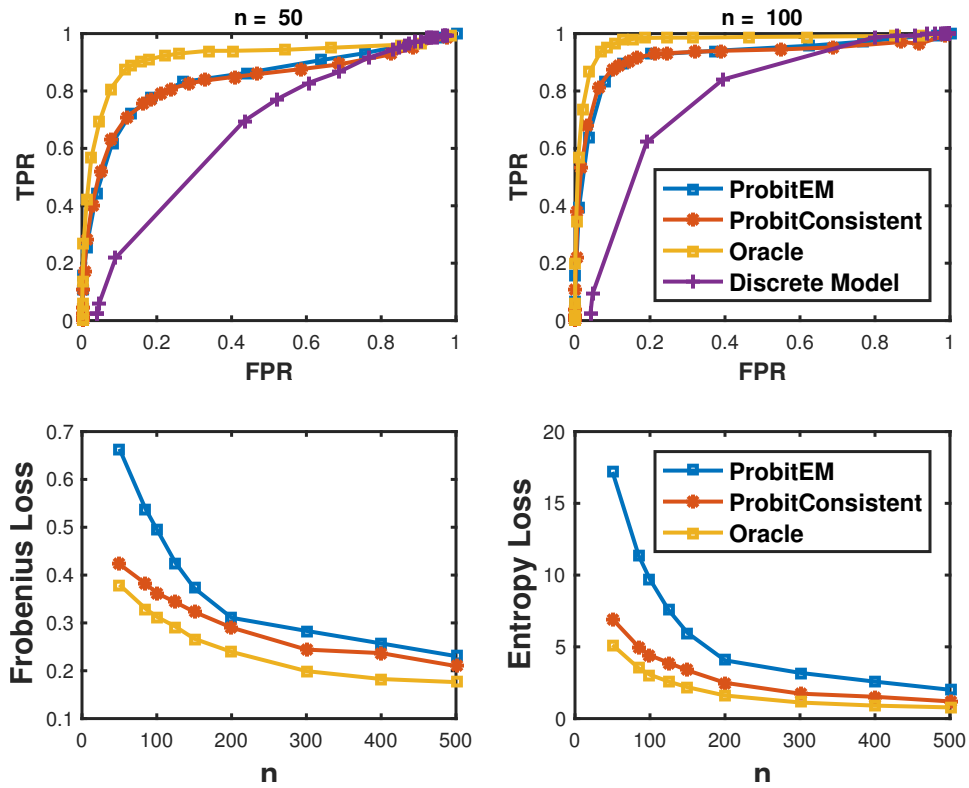 n = 50
1
0.8
0.6
0.4
0.2
0
TPR
0
0.2
0.4
0.6
0.8
1
FPR
n = 100
1
0.8
0.6
0.4
0.2
0
TPR
0
0.2
0.4
0.6
0.8
1
FPR
ProbitEM
ProbitConsistent
Oracle
Discrete Model
0.7
0.6
0.5
0.4
0.3
0.2
0.1
Frobenius Loss
0
100
200
300
400
500
n
20
15
10
5
0
Entropy Loss
0
100
200
300
400
500
n
ProbitEM
ProbitConsistent
Oracle